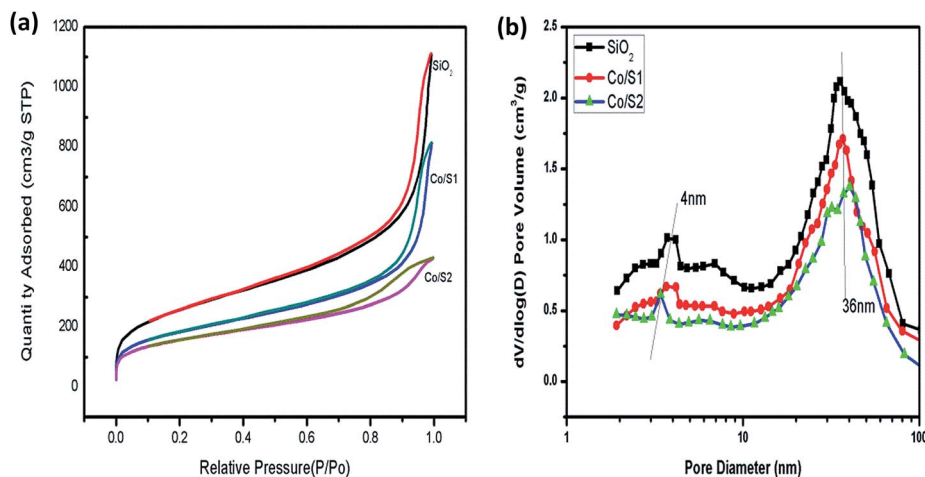 (a)
Quanti ty Adsorbed (cm3/g STP)
1200
1000
800
600
400
200
0
SiO2
Co/S1
Co/S2
0.0 0.2 0.4 0.6 0.8 1.0
Relative Pressure(P/Po)
(b)
dV/dlog(D) Pore Volume (cm³/g)
2.5
2.0
1.5
1.0
0.5
0.0
SiO₂
Co/S1
Co/S2
4nm
36nm
1 10 100
Pore Diameter (nm)